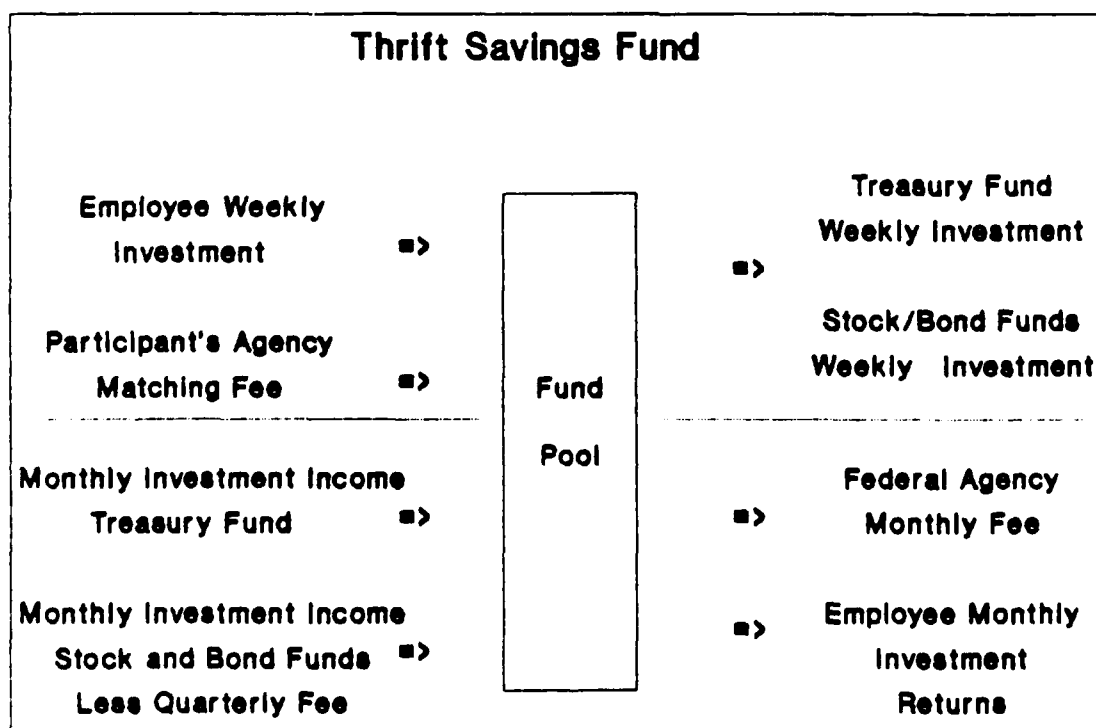 Thrift Savings Fund
Employee Weekly
Investment =>
Participant's Agency
Matching Fee =>
Monthly Investment Income
Treasury Fund =>
Monthly Investment Income
Stock and Bond Funds =>
Less Quarterly Fee
Fund
Pool
Treasury Fund
Weekly Investment
=>
Stock/Bond Funds
Weekly Investment
Federal Agency
=> Monthly Fee
=> Employee Monthly
Investment
Returns